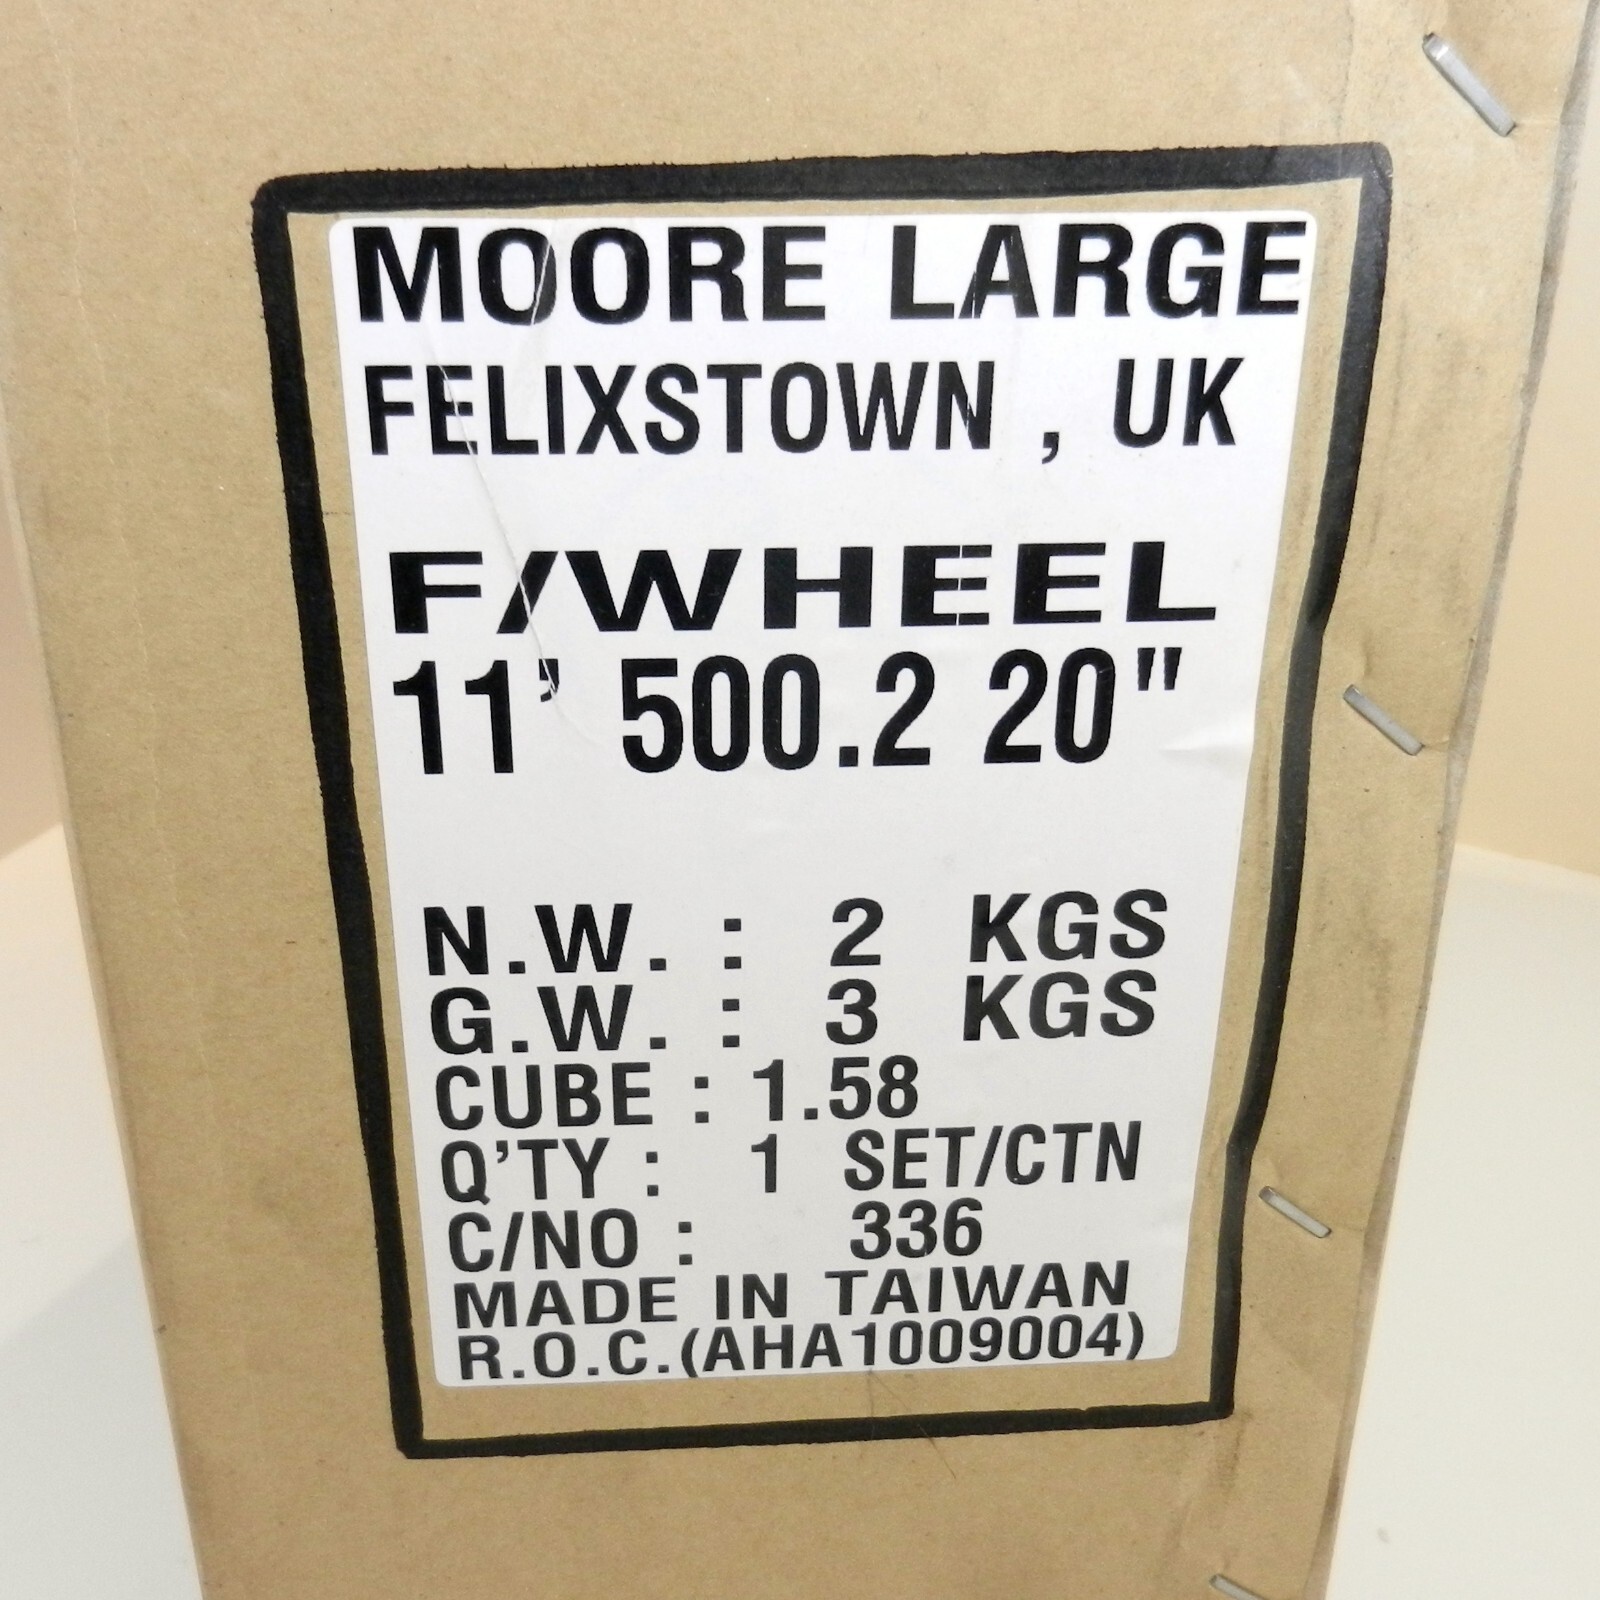 MOORE LARGE
FELIXSTOWN , UK
F/WHEEL
11' 500.2 20"
N.W. : 2 KGS
G.W. : 3 KGS
CUBE : 1.58
Q'TY : 1 SET/CTN
C/NO : 336
MADE IN TAIWAN
R.O.C.(AHA1009004)